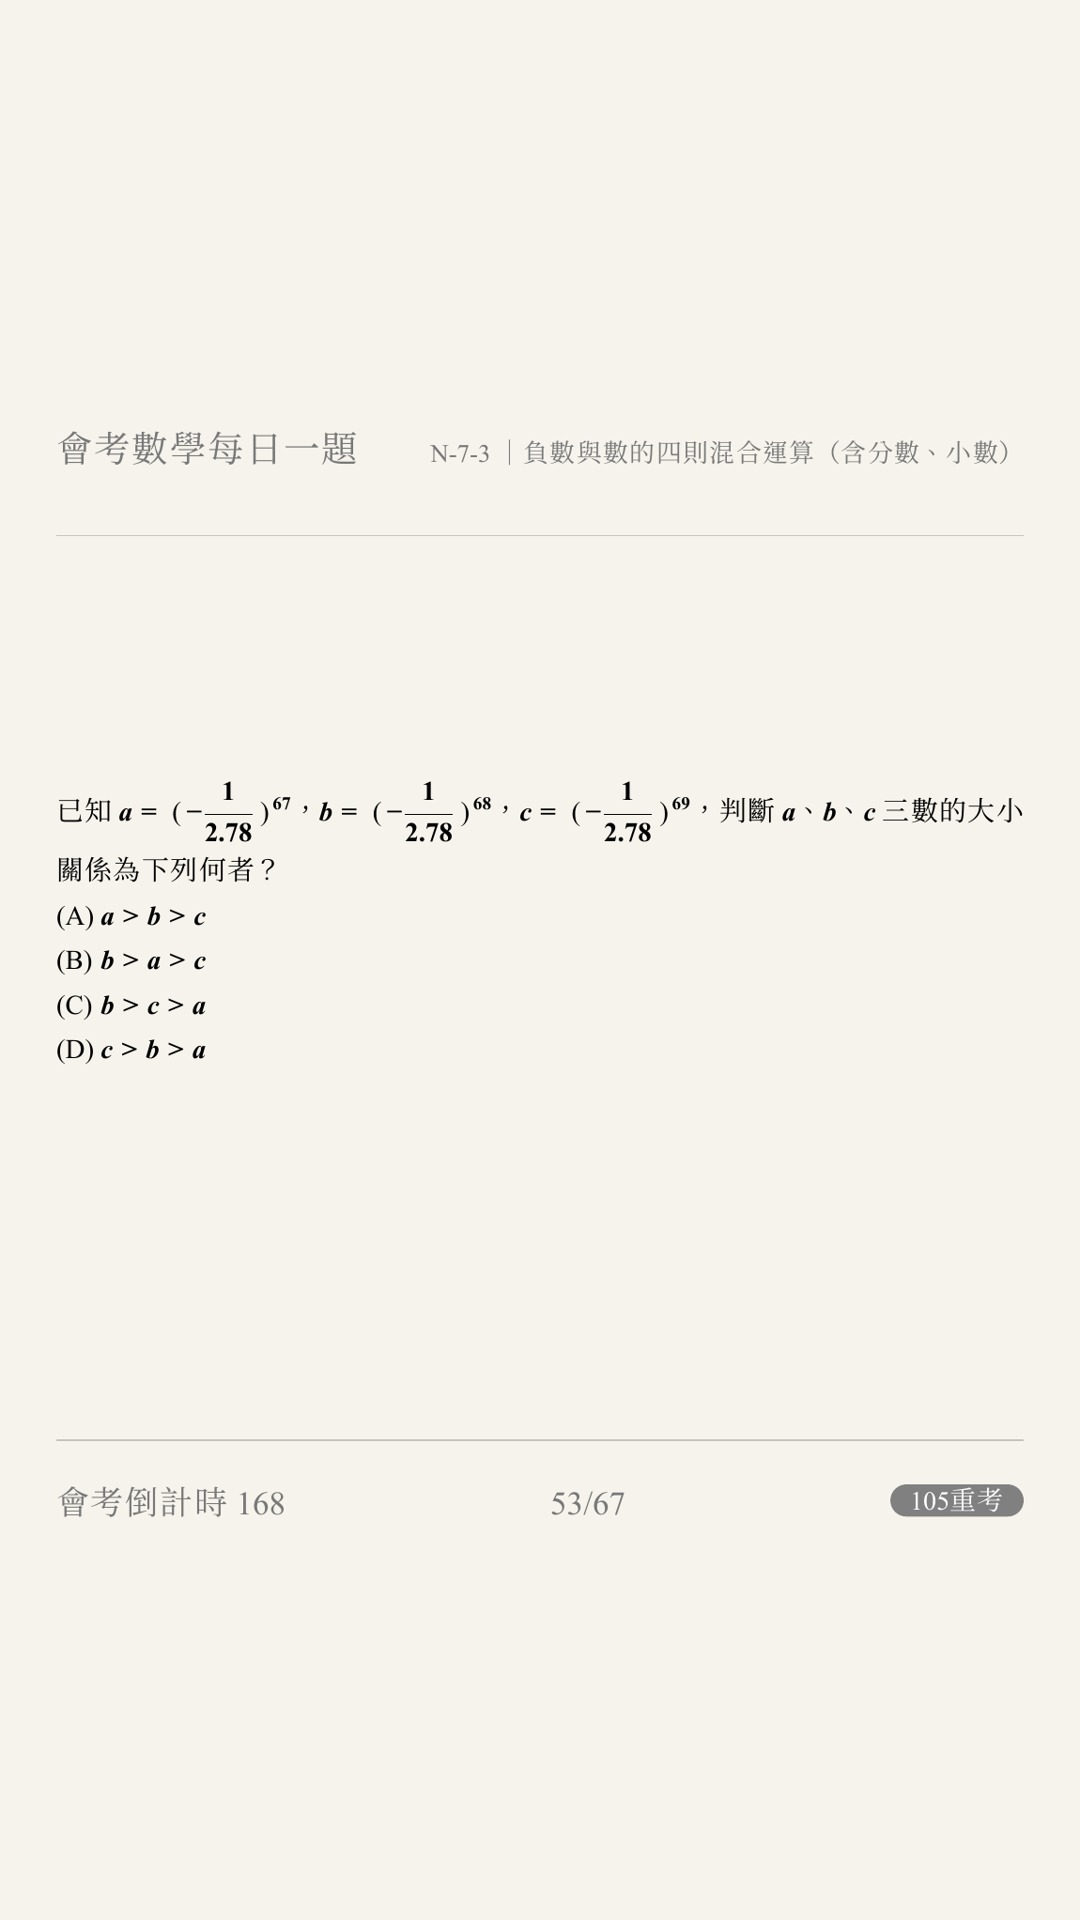 會考數學每日一題
N-7-3｜負數與數的四則混合運算（含分數、小數）
已知 a = (−1/2.78)^67，b = (−1/2.78)^68，c = (−1/2.78)^69，判斷 a、b、c 三數的大小
關係為下列何者？
(A) a > b > c
(B) b > a > c
(C) b > c > a
(D) c > b > a
會考倒計時 168
53/67
105重考